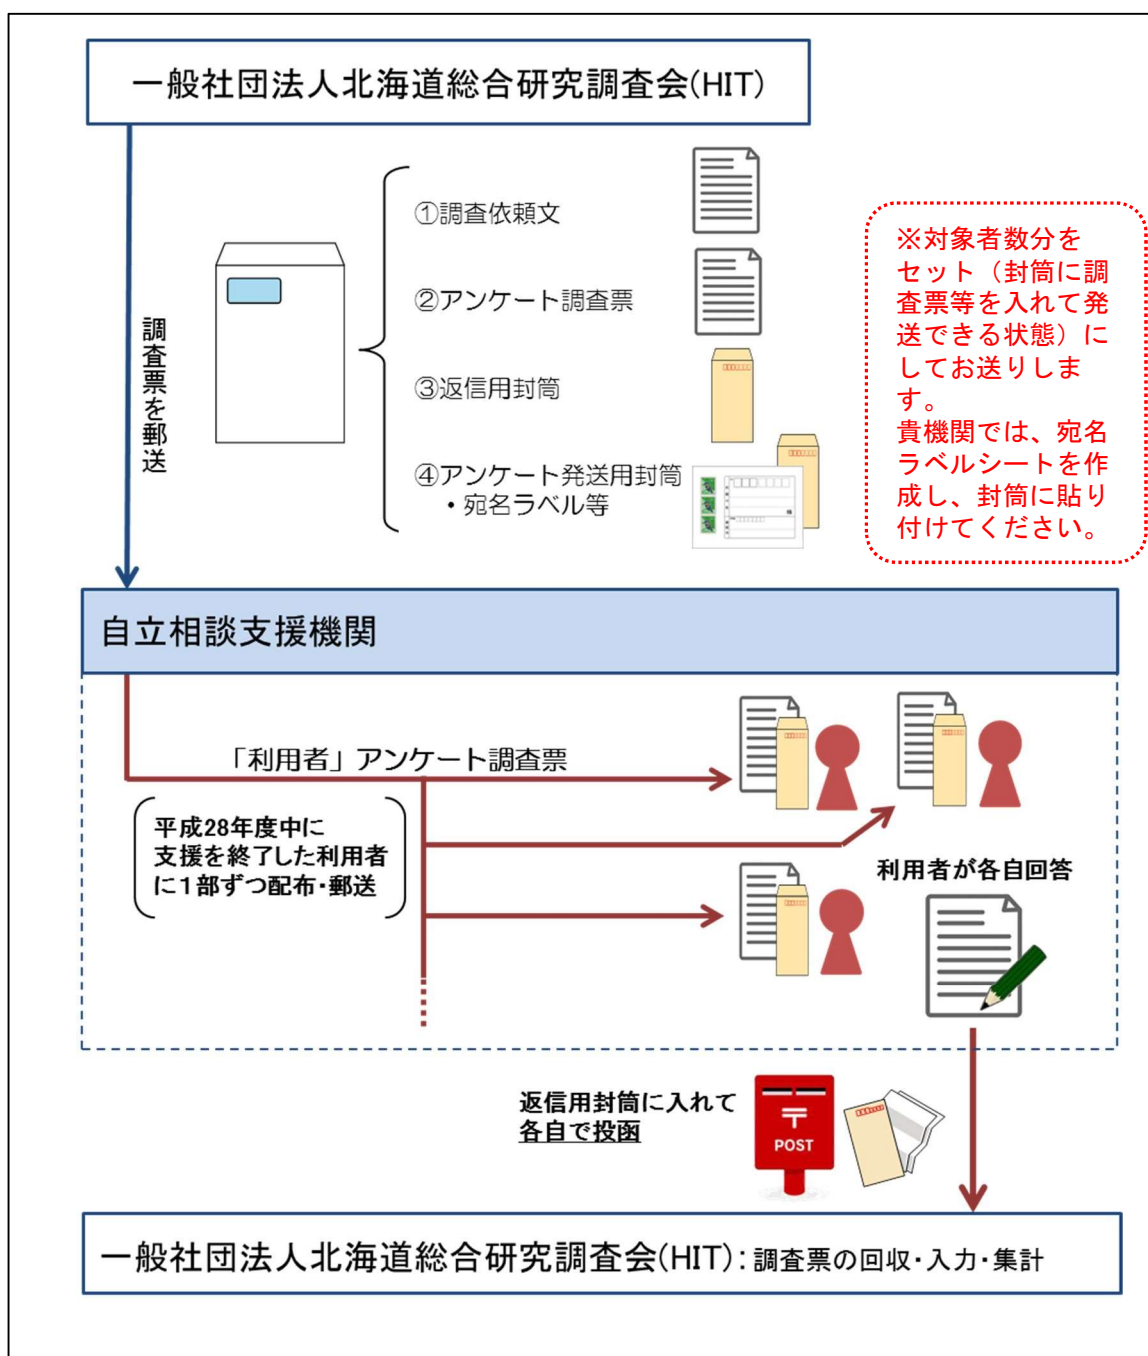 一般社団法人北海道総合研究調査会(HIT)
調査票を郵送
①調査依頼文
②アンケート調査票
③返信用封筒
④アンケート発送用封筒
・宛名ラベル等
※対象者数分を
セット（封筒に調
査票等を入れて発
送できる状態）に
してお送りしま
す。
貴機関では、宛名
ラベルシートを作
成し、封筒に貼り
付けてください。
自立相談支援機関
「利用者」アンケート調査票
平成28年度中に
支援を終了した利用者
に１部ずつ配布・郵送
利用者が各自回答
返信用封筒に入れて
各自で投函
〒
POST
一般社団法人北海道総合研究調査会(HIT)：調査票の回収・入力・集計